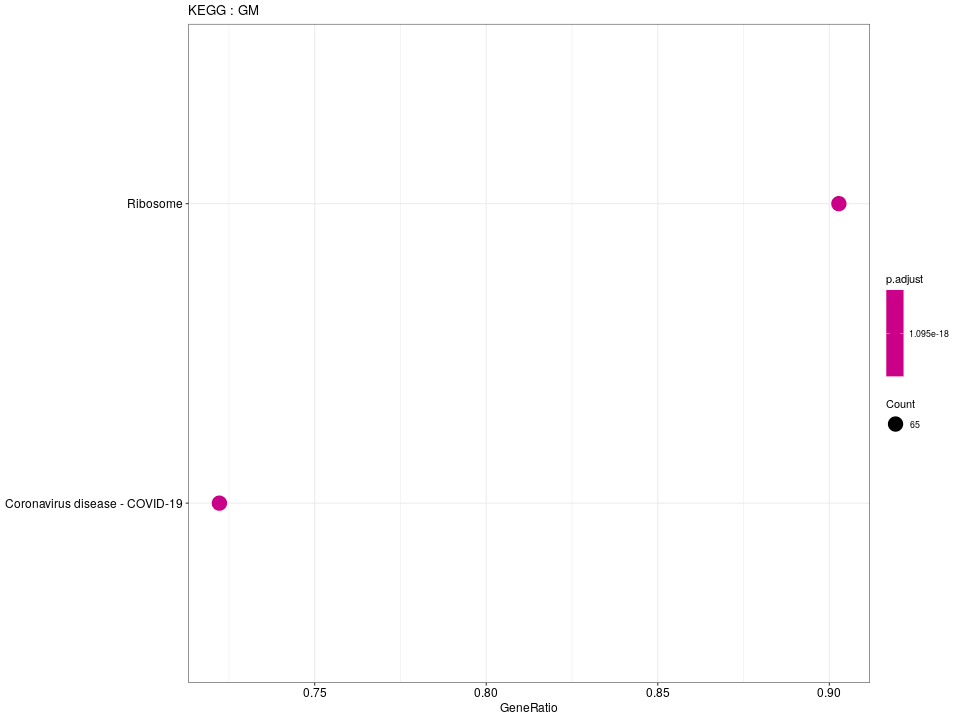 KEGG : GM
Ribosome
Coronavirus disease - COVID-19
0.75
0.80
0.85
0.90
GeneRatio
p.adjust
1.095e-18
Count
65